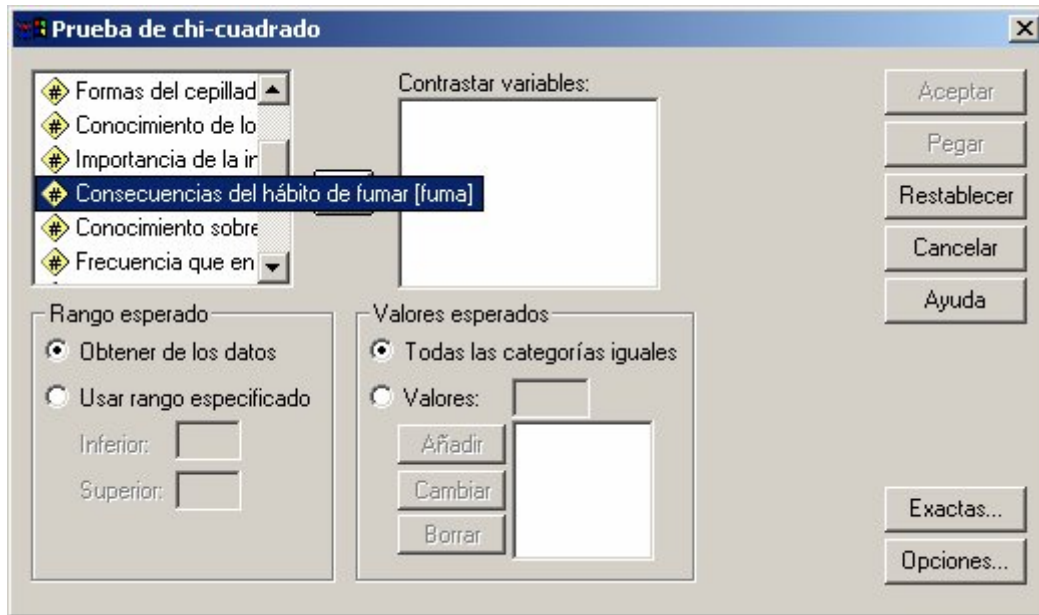 Prueba de chi-cuadrado
Formas del cepillad
Conocimiento de lo
Importancia de la
Consecuencias del hábito de fumar [fuma]
Conocimiento sobre
Frecuencia que en
Contrastar variables:
Aceptar
Pegar
Restablecer
Cancelar
Ayuda
Rango esperado
Obtener de los datos
Usar rango especificado
Inferior:
Superior:
Valores esperados
Todas las categorías iguales
Valores:
Añadir
Cambiar
Borrar
Exactas...
Opciones...